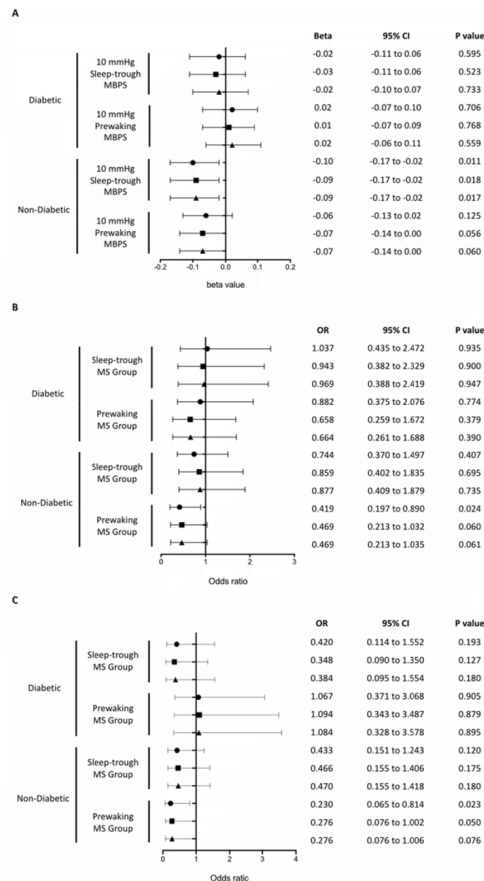 A
Beta 95% CI P value
-0.02 -0.11 to 0.06 0.595
10 mmHg
Sleep-trough
MBPS
-0.03 -0.11 to 0.06 0.523
-0.02 -0.10 to 0.07 0.733
Diabetic
10 mmHg
Prewaking
MBPS
0.02 -0.07 to 0.10 0.706
0.01 -0.07 to 0.09 0.768
0.02 -0.06 to 0.11 0.559
10 mmHg
Sleep-trough
MBPS
-0.10 -0.17 to -0.02 0.011
-0.09 -0.17 to -0.02 0.018
-0.09 -0.17 to -0.02 0.017
Non-Diabetic
10 mmHg
Prewaking
MBPS
-0.06 -0.13 to 0.02 0.125
-0.07 -0.14 to 0.00 0.056
-0.07 -0.14 to 0.00 0.060
-0.2 -0.1 0.0 0.1 0.2
beta value
B
OR 95% CI P value
1.037 0.435 to 2.472 0.935
Sleep-trough
MS Group
0.943 0.382 to 2.329 0.900
0.969 0.388 to 2.419 0.947
Diabetic
0.882 0.375 to 2.076 0.774
Prewaking
MS Group
0.658 0.259 to 1.672 0.379
0.664 0.261 to 1.688 0.390
0.744 0.370 to 1.497 0.407
Sleep-trough
MS Group
0.859 0.402 to 1.835 0.695
0.877 0.409 to 1.879 0.735
Non-Diabetic
0.419 0.197 to 0.890 0.024
Prewaking
MS Group
0.469 0.213 to 1.032 0.060
0.469 0.213 to 1.035 0.061
0 1 2 3
Odds ratio
C
OR 95% CI P value
0.420 0.114 to 1.552 0.193
Sleep-trough
MS Group
0.348 0.090 to 1.350 0.127
0.384 0.095 to 1.554 0.180
Diabetic
1.067 0.371 to 3.068 0.905
Prewaking
MS Group
1.094 0.343 to 3.487 0.879
1.084 0.328 to 3.578 0.895
0.433 0.151 to 1.243 0.120
Sleep-trough
MS Group
0.466 0.155 to 1.406 0.175
0.470 0.155 to 1.418 0.180
Non-Diabetic
0.230 0.065 to 0.814 0.023
Prewaking
MS Group
0.276 0.076 to 1.002 0.050
0.276 0.076 to 1.006 0.076
0 1 2 3 4
Odds ratio